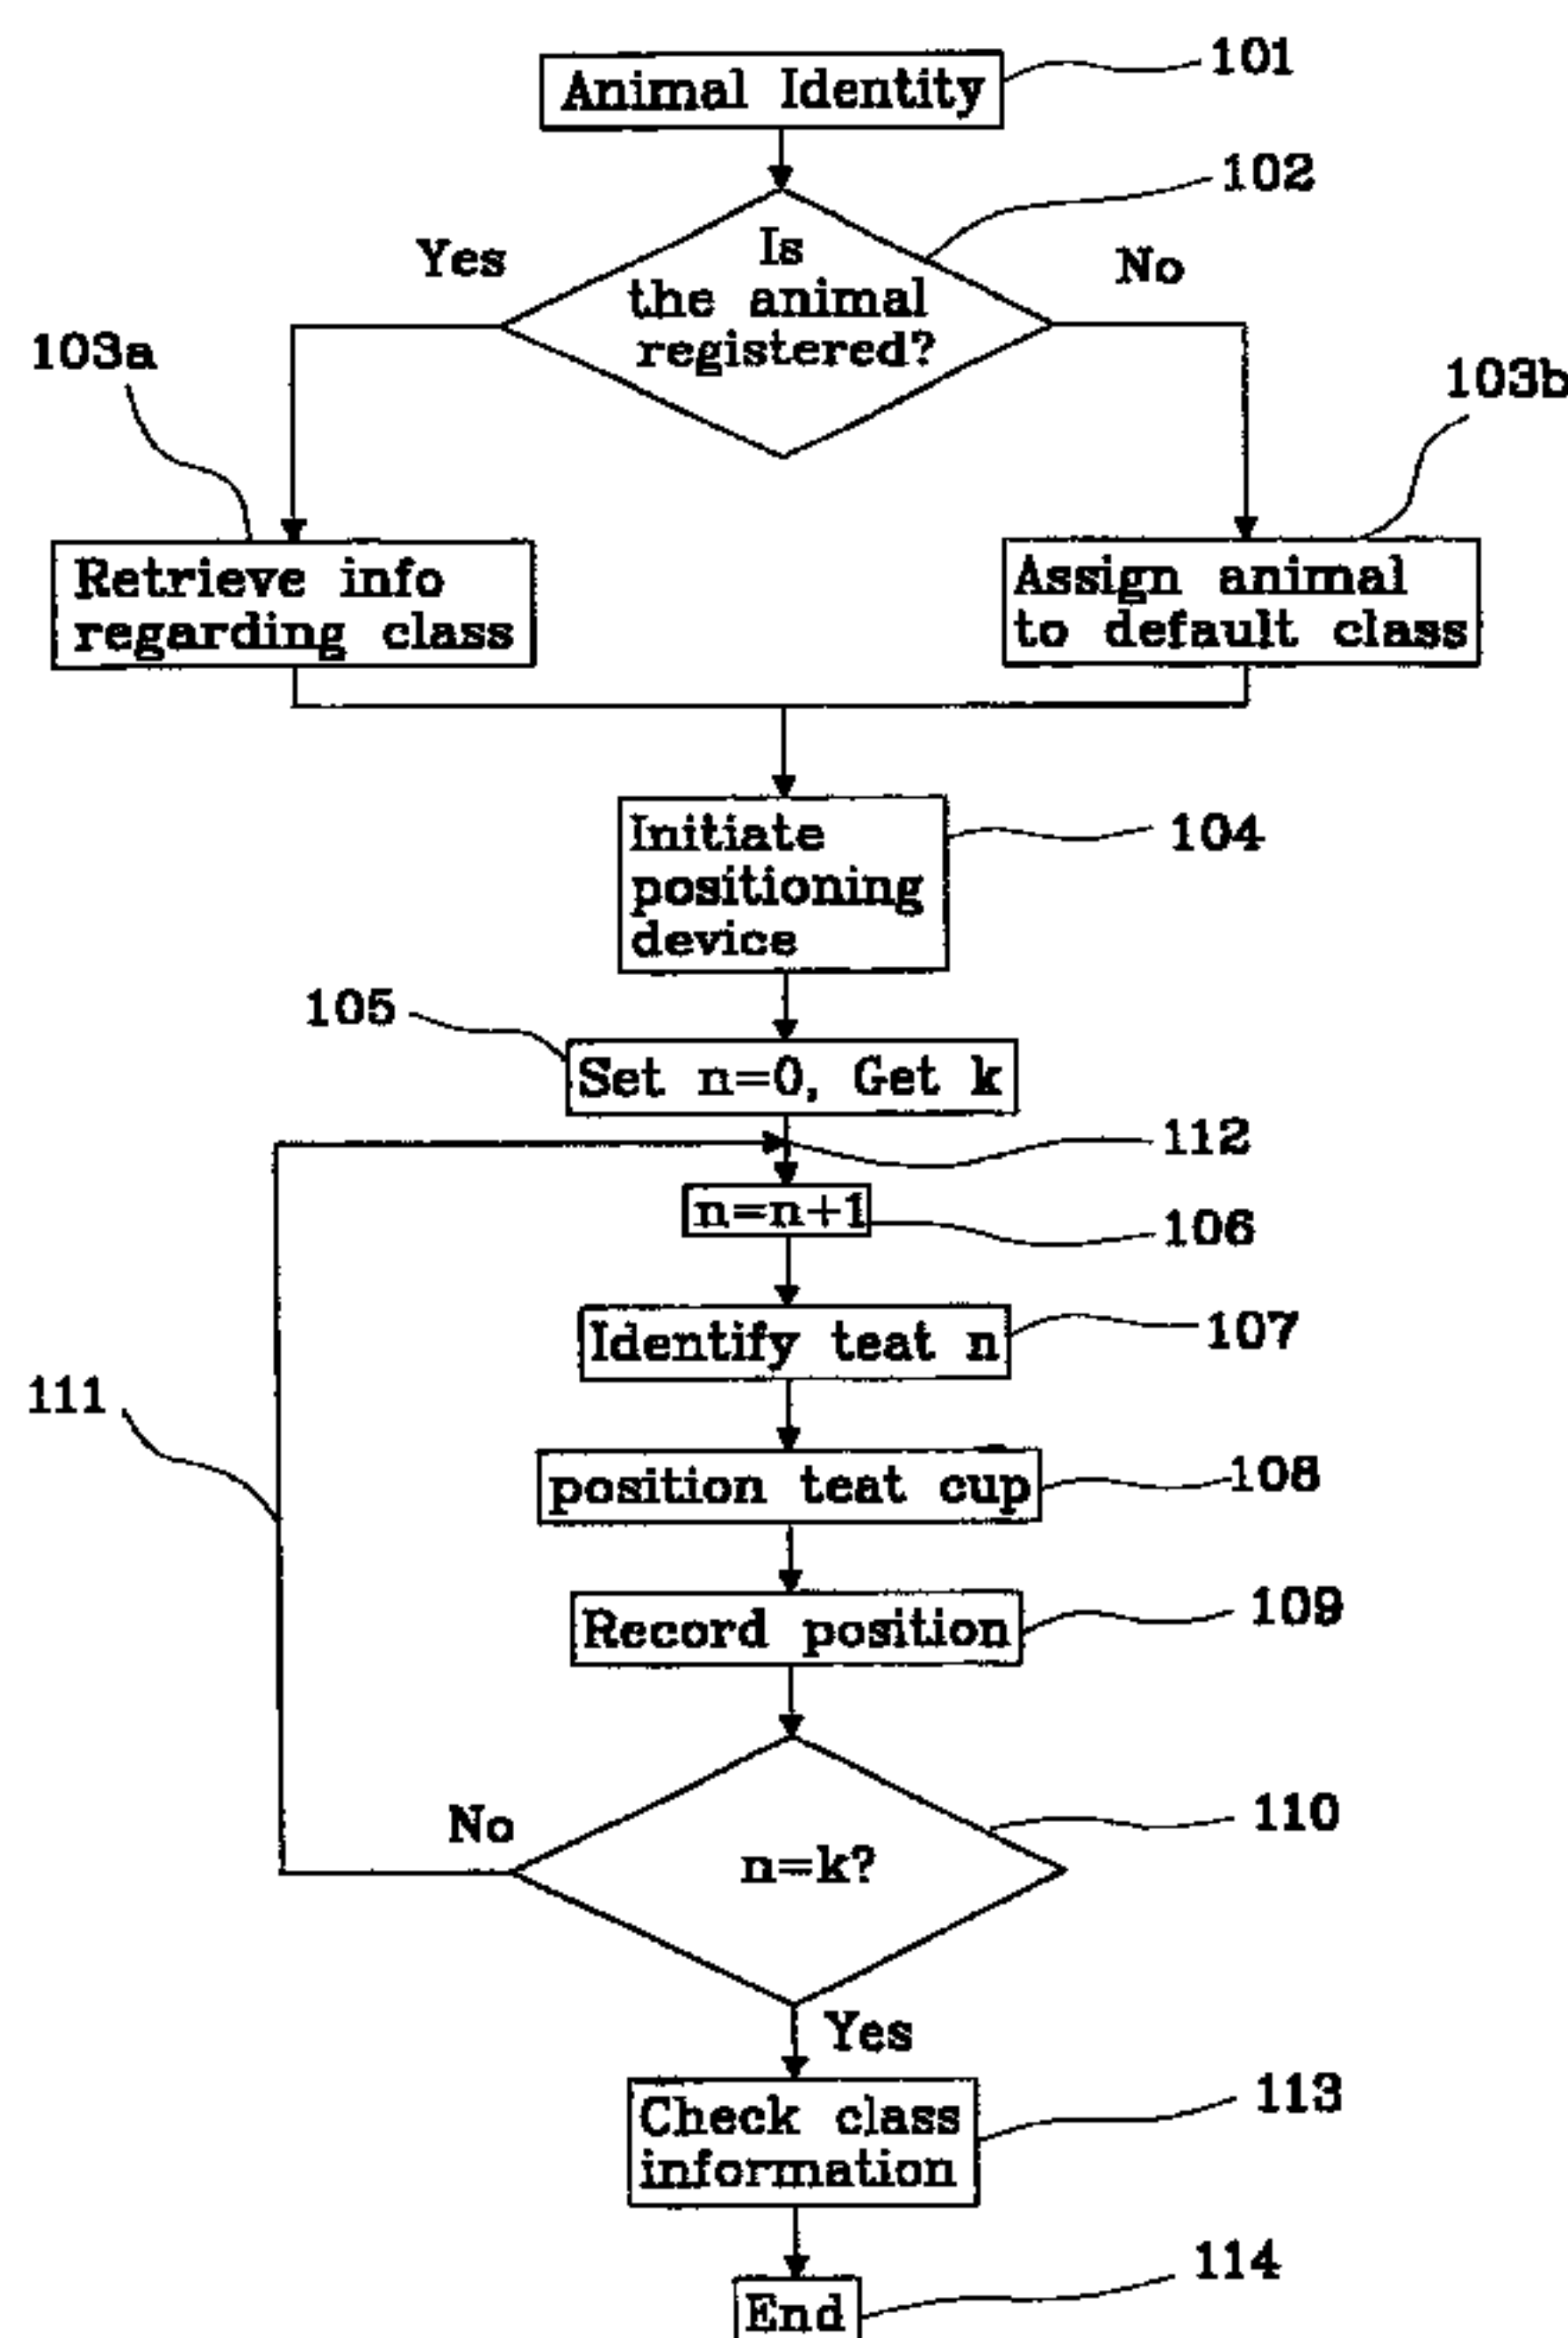 Animal Identity
101
102
Is
the animal
registered?
Yes
No
103a
103b
Retrieve info
regarding class
Assign animal
to default class
Initiate
positioning
device
104
105
Set n=0, Get k
112
n=n+1
106
Identify teat n
107
111
position teat cup
108
Record position
109
n=k?
110
No
Yes
Check class
information
113
End
114